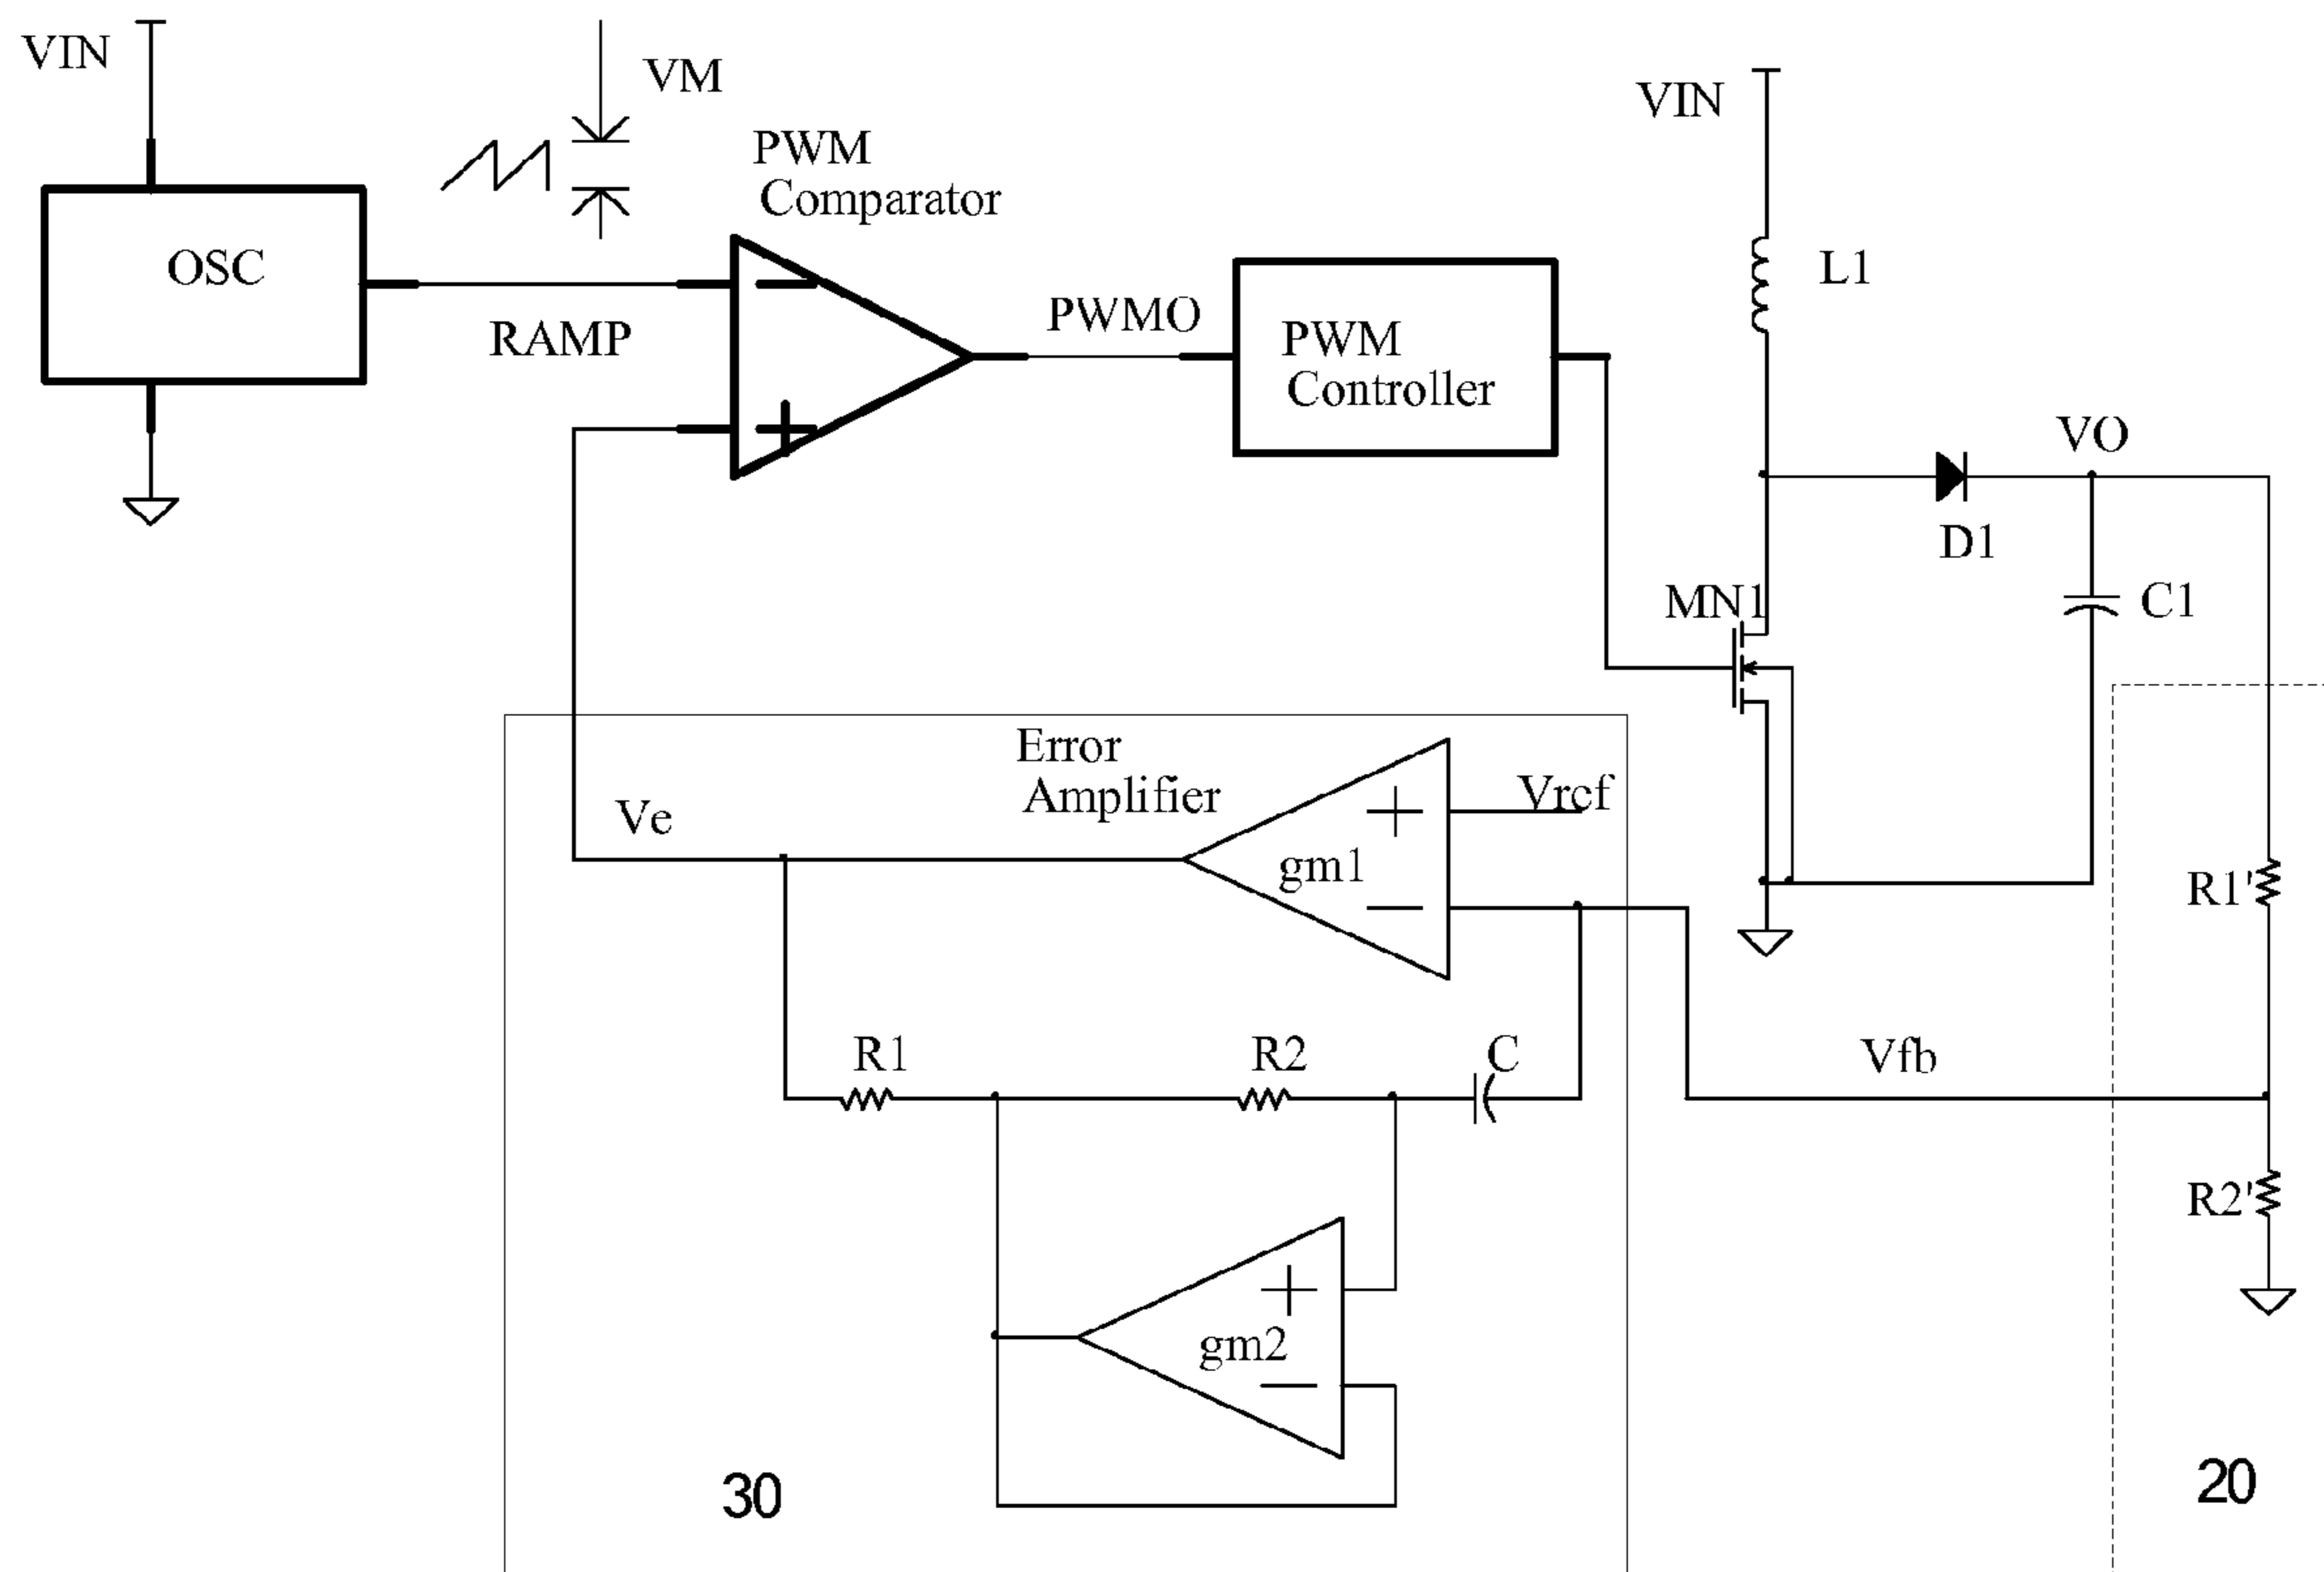 VIN
VM
VIN
PWM
Comparator
OSC
L1
RAMP
PWMO
PWM
Controller
VO
D1
MN1
C1
Error
Amplifier
Vrcf
Ve
gm1
R1'
R1
R2
C
Vfb
R2'
gm2
30
20